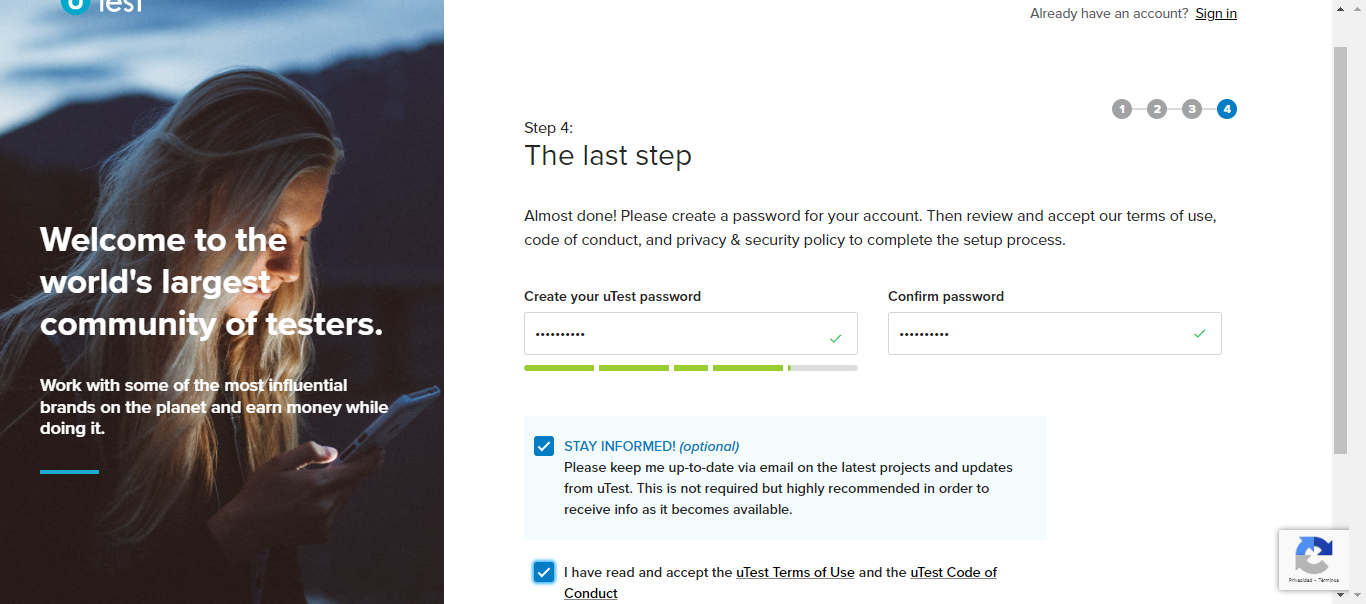 Test
Already have an account? Sign in
1 2 3 4
Step 4:
The last step
Almost done! Please create a password for your account. Then review and accept our terms of use,
code of conduct, and privacy & security policy to complete the setup process.
Create your uTest password
Confirm password
••••••••••
••••••••••
Welcome to the
world's largest
community of testers.
Work with some of the most influential
brands on the planet and earn money while
doing it.
STAY INFORMED! (optional)
Please keep me up-to-date via email on the latest projects and updates
from uTest. This is not required but highly recommended in order to
receive info as it becomes available.
I have read and accept the uTest Terms of Use and the uTest Code of
Conduct
Privacidad - Términos